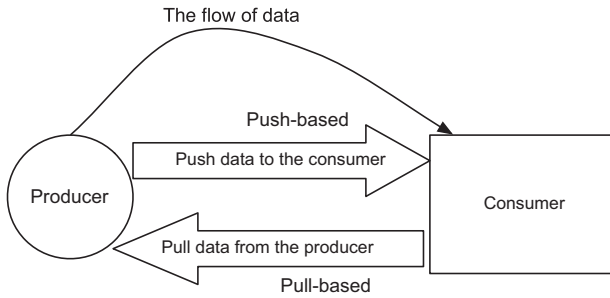 The flow of data
Push-based
Push data to the consumer
Producer
Consumer
Pull data from the producer
Pull-based